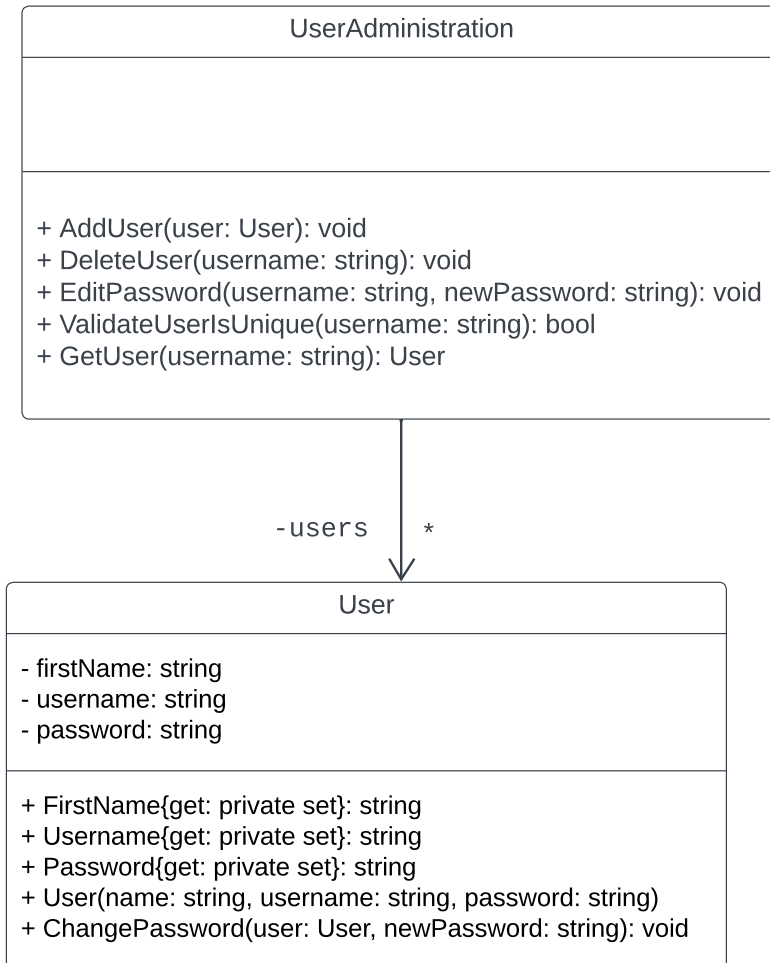 UserAdministration
+ AddUser(user: User): void
+ DeleteUser(username: string): void
+ EditPassword(username: string, newPassword: string): void
+ ValidateUserIsUnique(username: string): bool
+ GetUser(username: string): User
-users *
User
- firstName: string
- username: string
- password: string
+ FirstName{get: private set}: string
+ Username{get: private set}: string
+ Password{get: private set}: string
+ User(name: string, username: string, password: string)
+ ChangePassword(user: User, newPassword: string): void